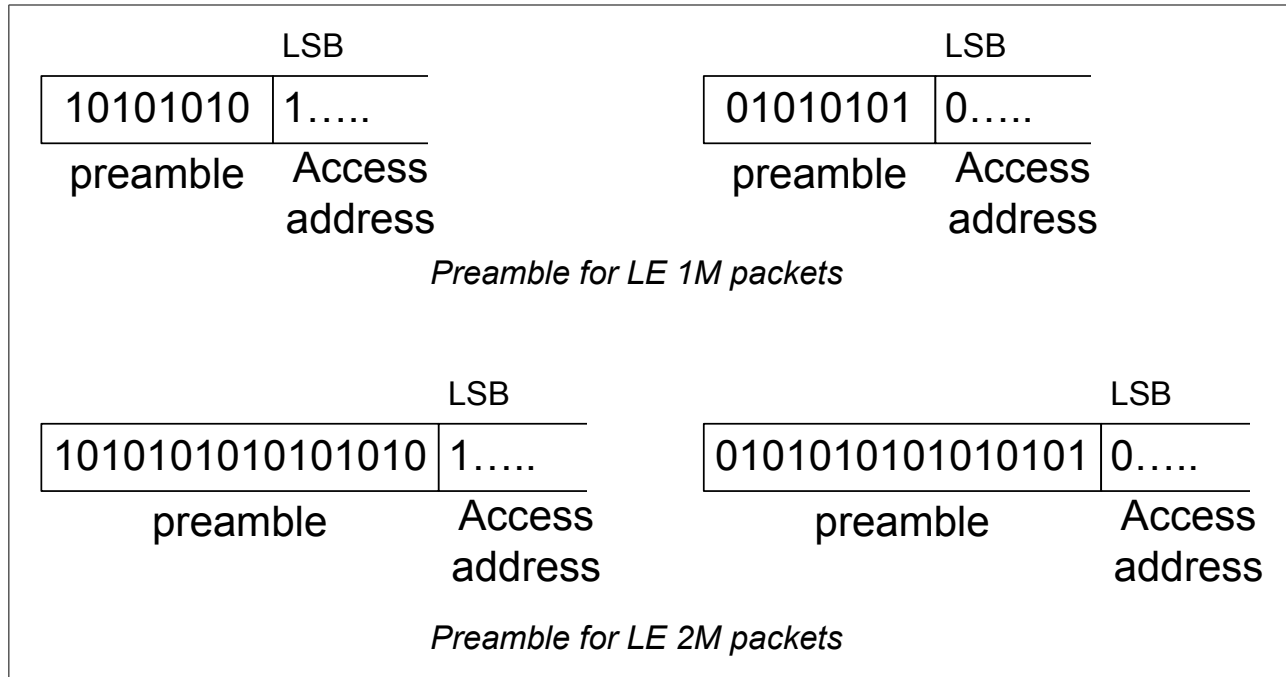 LSB LSB
10101010 1….. 01010101 0…..
preamble Access preamble Access
address address
Preamble for LE 1M packets
LSB LSB
1010101010101010 1….. 0101010101010101 0…..
preamble Access preamble Access
address address
Preamble for LE 2M packets